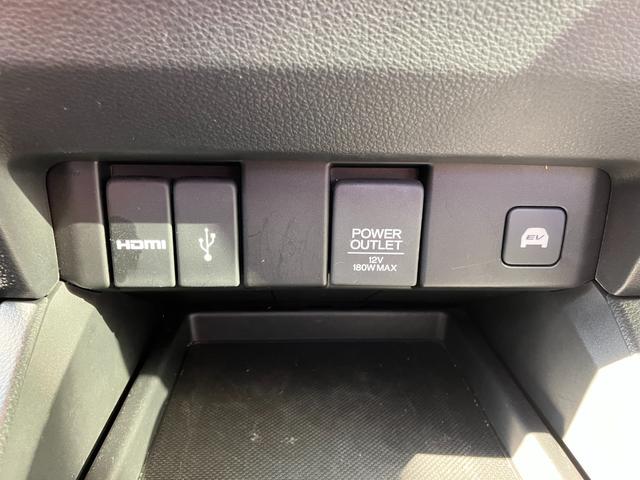 HDMI
POWER
OUTLET
12V
180W MAX
EV